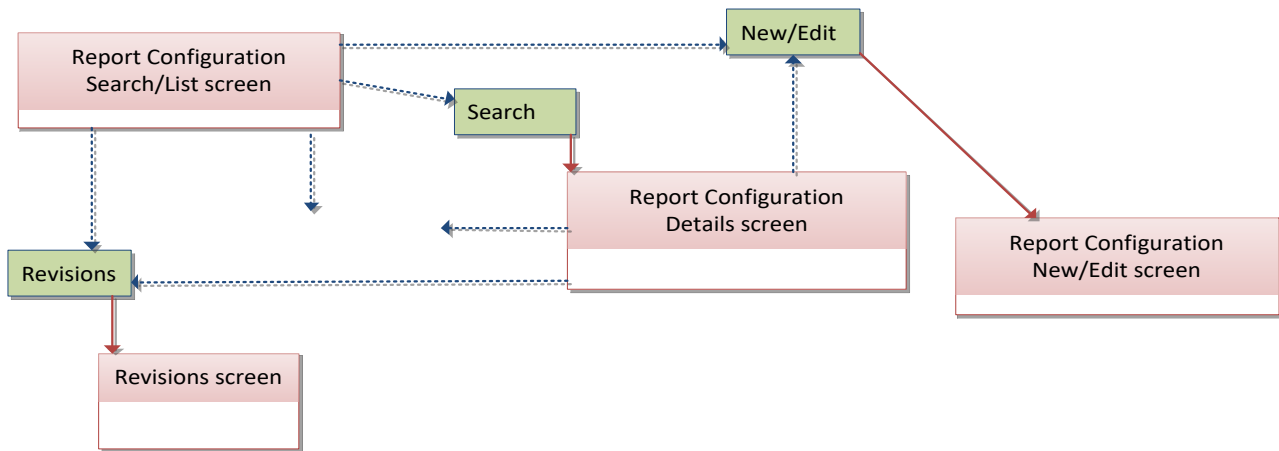 New/Edit
Report Configuration
Search/List screen
Search
Report Configuration
Details screen
Report Configuration
New/Edit screen
Revisions
Revisions screen